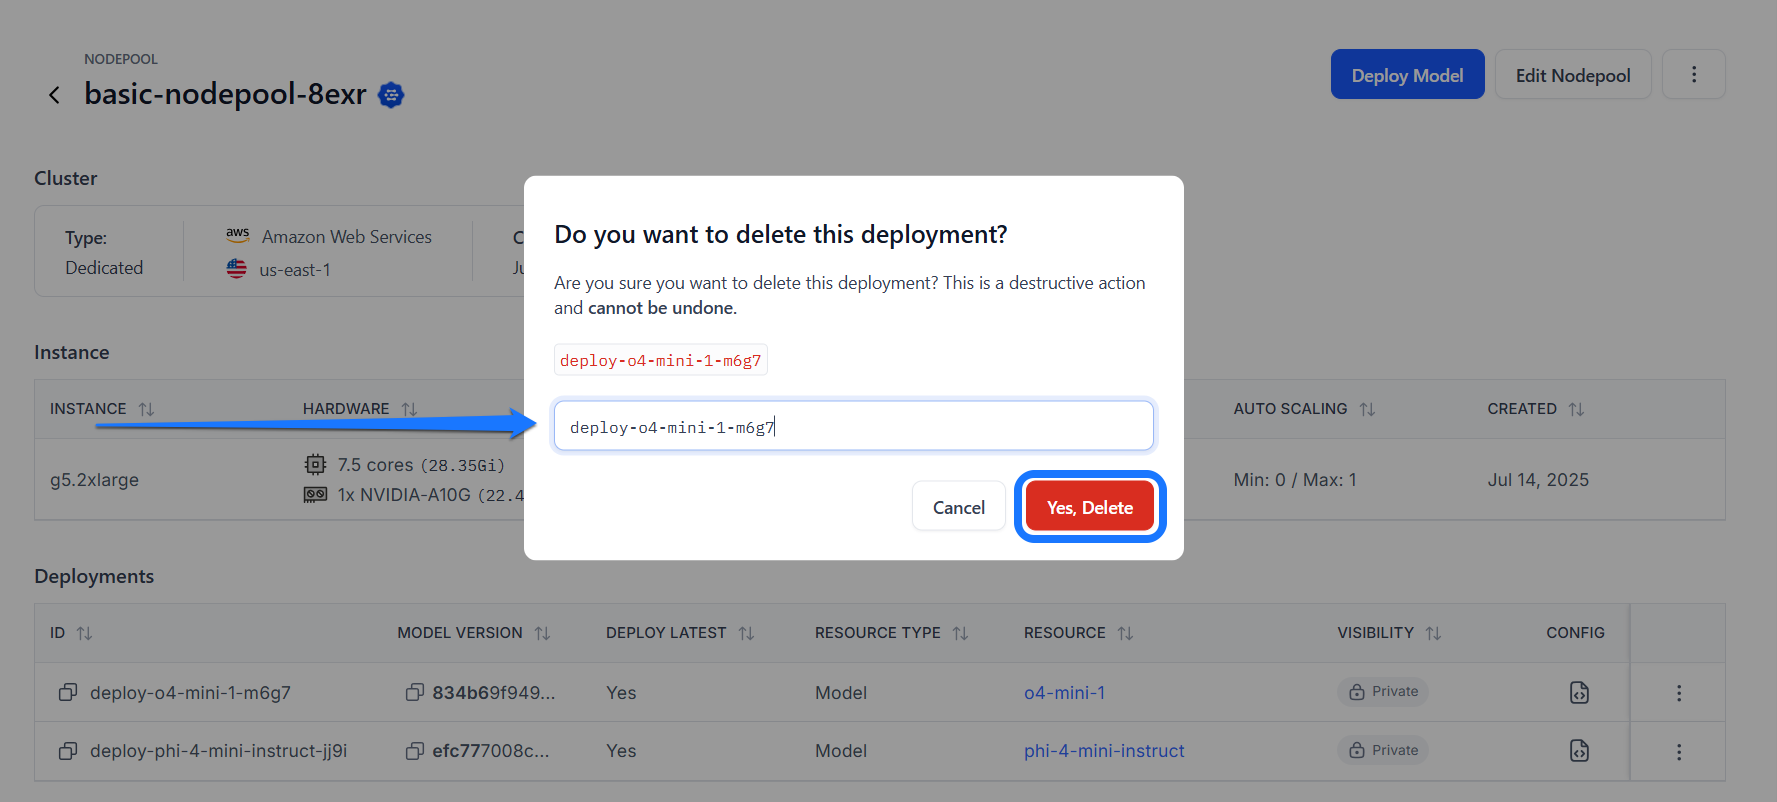 NODEPOOL
basic-nodepool-8exr
Deploy Model
Edit Nodepool
Cluster
Type:
Dedicated
aws Amazon Web Services
us-east-1
Do you want to delete this deployment?
Are you sure you want to delete this deployment? This is a destructive action
and cannot be undone.
deploy-o4-mini-1-m6g7
deploy-o4-mini-1-m6g7
Cancel
Yes, Delete
Instance
INSTANCE HARDWARE AUTO SCALING CREATED
g5.2xlarge
7.5 cores (28.35Gi)
1x NVIDIA-A10G (22.4
Min: 0 / Max: 1
Jul 14, 2025
Deployments
ID MODEL VERSION DEPLOY LATEST RESOURCE TYPE RESOURCE VISIBILITY CONFIG
deploy-o4-mini-1-m6g7 834b69f949... Yes Model o4-mini-1 Private
deploy-phi-4-mini-instruct-jj9i efc777008c... Yes Model phi-4-mini-instruct Private